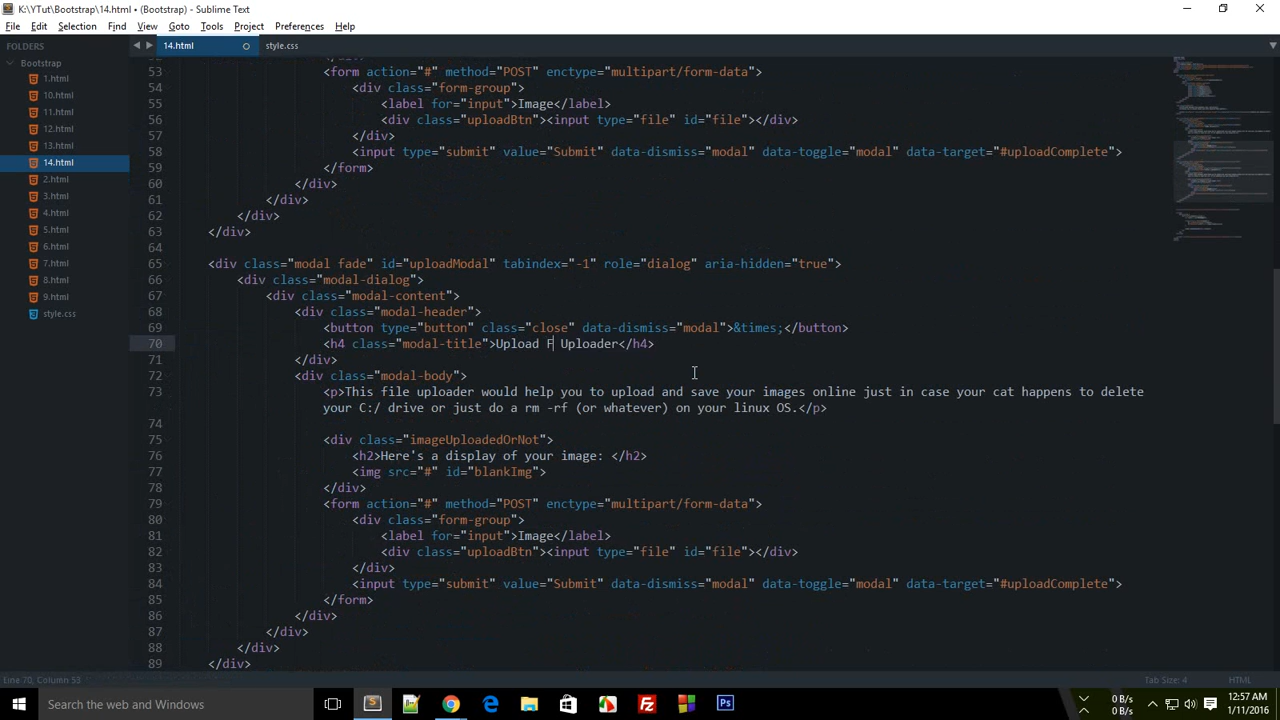 K:\YTut\Bootstrap\14.html • (Bootstrap) - Sublime Text
File Edit Selection Find View Goto Tools Project Preferences Help
FOLDERS
Bootstrap
1.html
10.html
11.html
12.html
13.html
14.html
2.html
3.html
4.html
5.html
6.html
7.html
8.html
9.html
style.css
14.html style.css
53 <form action="#" method="POST" enctype="multipart/form-data">
54 <div class="form-group">
55 <label for="input">Image</label>
56 <div class="uploadBtn"><input type="file" id="file"></div>
57 </div>
58 <input type="submit" value="Submit" data-dismiss="modal" data-toggle="modal" data-target="#uploadComplete">
59 </form>
60 </div>
61 </div>
62 </div>
63 </div>
64
65 <div class="modal fade" id="uploadModal" tabindex="-1" role="dialog" aria-hidden="true">
66 <div class="modal-dialog">
67 <div class="modal-content">
68 <div class="modal-header">
69 <button type="button" class="close" data-dismiss="modal">&times;</button>
70 <h4 class="modal-title">Upload F Uploader</h4>
71 </div>
72 <div class="modal-body">
73 <p>This file uploader would help you to upload and save your images online just in case your cat happens to delete
your C:/ drive or just do a rm -rf (or whatever) on your linux OS.</p>
74
75 <div class="imageUploadedOrNot">
76 <h2>Here's a display of your image: </h2>
77 <img src="#" id="blankImg">
78 </div>
79 <form action="#" method="POST" enctype="multipart/form-data">
80 <div class="form-group">
81 <label for="input">Image</label>
82 <div class="uploadBtn"><input type="file" id="file"></div>
83 </div>
84 <input type="submit" value="Submit" data-dismiss="modal" data-toggle="modal" data-target="#uploadComplete">
85 </form>
86 </div>
87 </div>
88 </div>
89 </div>
Line 70, Column 53 Tab Size: 4 HTML
Search the web and Windows
Ps
0 B/s
0 B/s
12:57 AM
1/11/2016